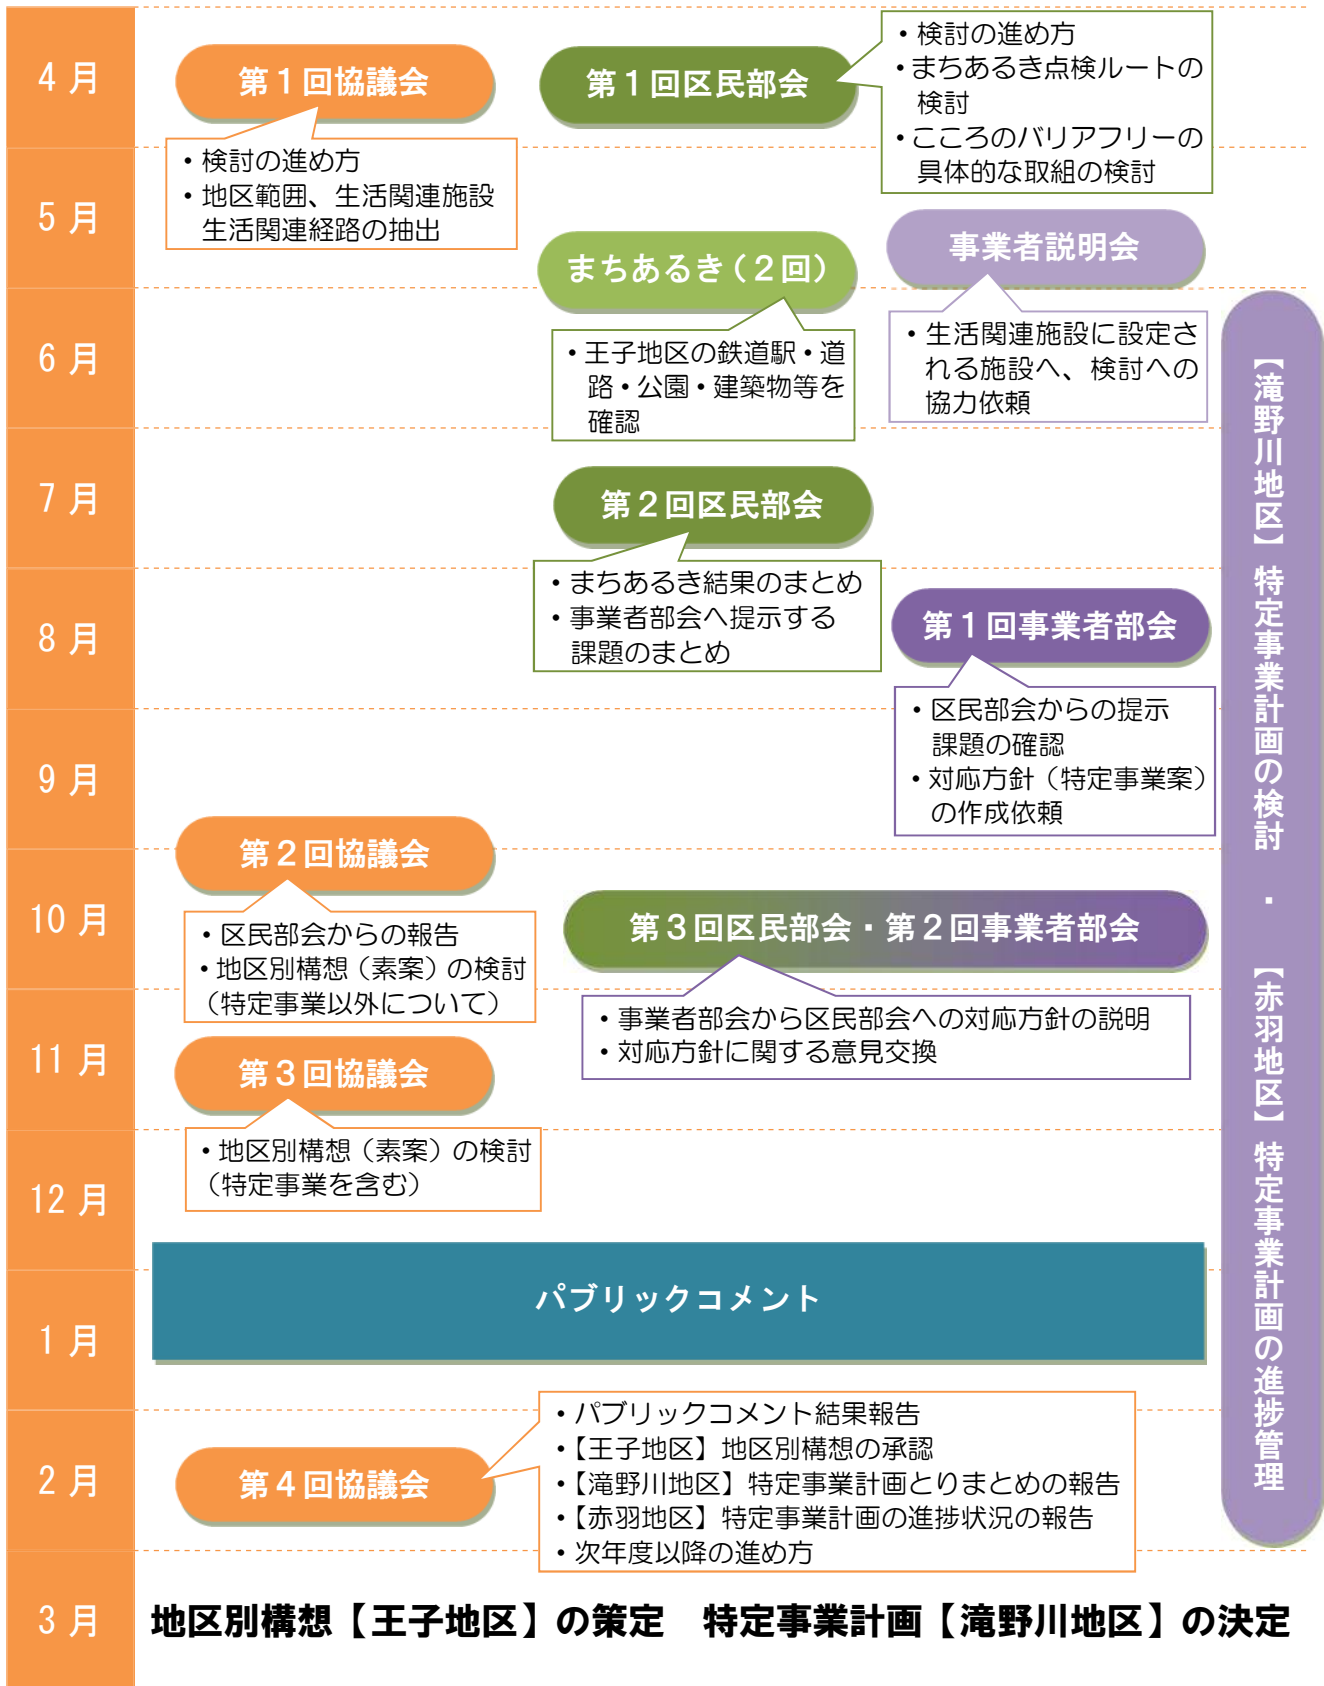 4月
第1回協議会
・検討の進め方
・地区範囲、生活関連施設
生活関連経路の抽出
第1回区民部会
・検討の進め方
・まちあるき点検ルートの
検討
・こころのバリアフリーの
具体的な取組の検討
5月
まちあるき（2回）
・王子地区の鉄道駅・道
路・公園・建築物等を
確認
事業者説明会
・生活関連施設に設定さ
れる施設へ、検討への
協力依頼
6月
7月
第2回区民部会
・まちあるき結果のまとめ
・事業者部会へ提示する
課題のまとめ
8月
第1回事業者部会
・区民部会からの提示
課題の確認
・対応方針（特定事業案）
の作成依頼
9月
第2回協議会
・区民部会からの報告
・地区別構想（素案）の検討
（特定事業以外について）
10月
第3回区民部会・第2回事業者部会
・事業者部会から区民部会への対応方針の説明
・対応方針に関する意見交換
11月
第3回協議会
・地区別構想（素案）の検討
（特定事業を含む）
12月
パブリックコメント
1月
2月
第4回協議会
・パブリックコメント結果報告
・【王子地区】地区別構想の承認
・【滝野川地区】特定事業計画とりまとめの報告
・【赤羽地区】特定事業計画の進捗状況の報告
・次年度以降の進め方
3月
地区別構想【王子地区】の策定　特定事業計画【滝野川地区】の決定
【滝野川地区】特定事業計画の検討　・　【赤羽地区】特定事業計画の進捗管理